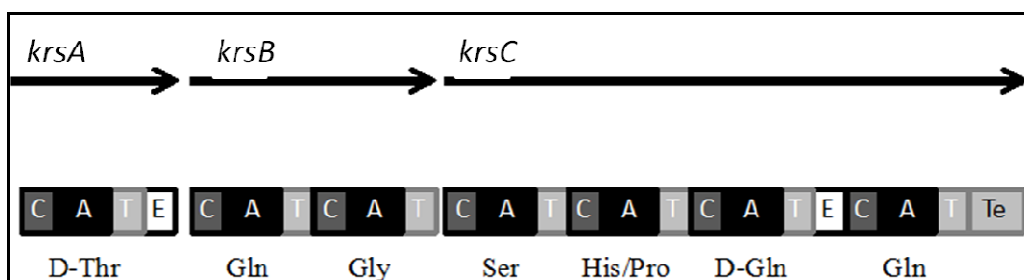 krsA krsB krsC
C A T E C A T C A T C A T C A T C A T E C A T Te
D-Thr Gln Gly Ser His/Pro D-Gln Gln